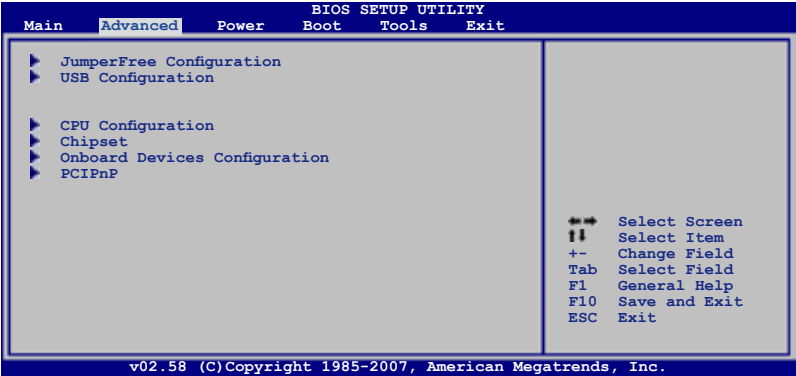 BIOS SETUP UTILITY
Main Advanced Power Boot Tools Exit
JumperFree Configuration
USB Configuration
CPU Configuration
Chipset
Onboard Devices Configuration
PCIPnP
Select Screen
Select Item
+- Change Field
Tab Select Field
F1 General Help
F10 Save and Exit
ESC Exit
v02.58 (C)Copyright 1985-2007, American Megatrends, Inc.